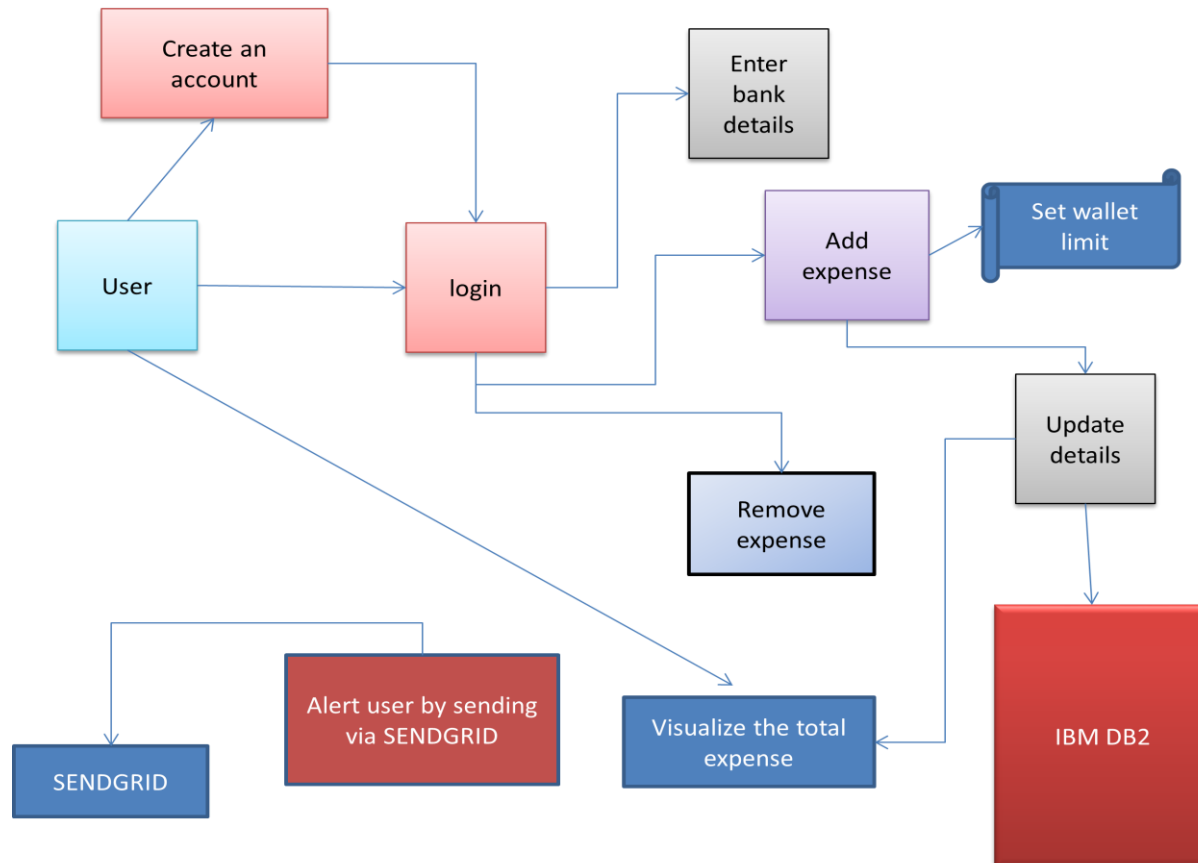 Create an
account
Enter
bank
details
Set wallet
limit
Add
expense
User
login
Update
details
Remove
expense
Alert user by sending
via SENDGRID
Visualize the total
expense
IBM DB2
SENDGRID